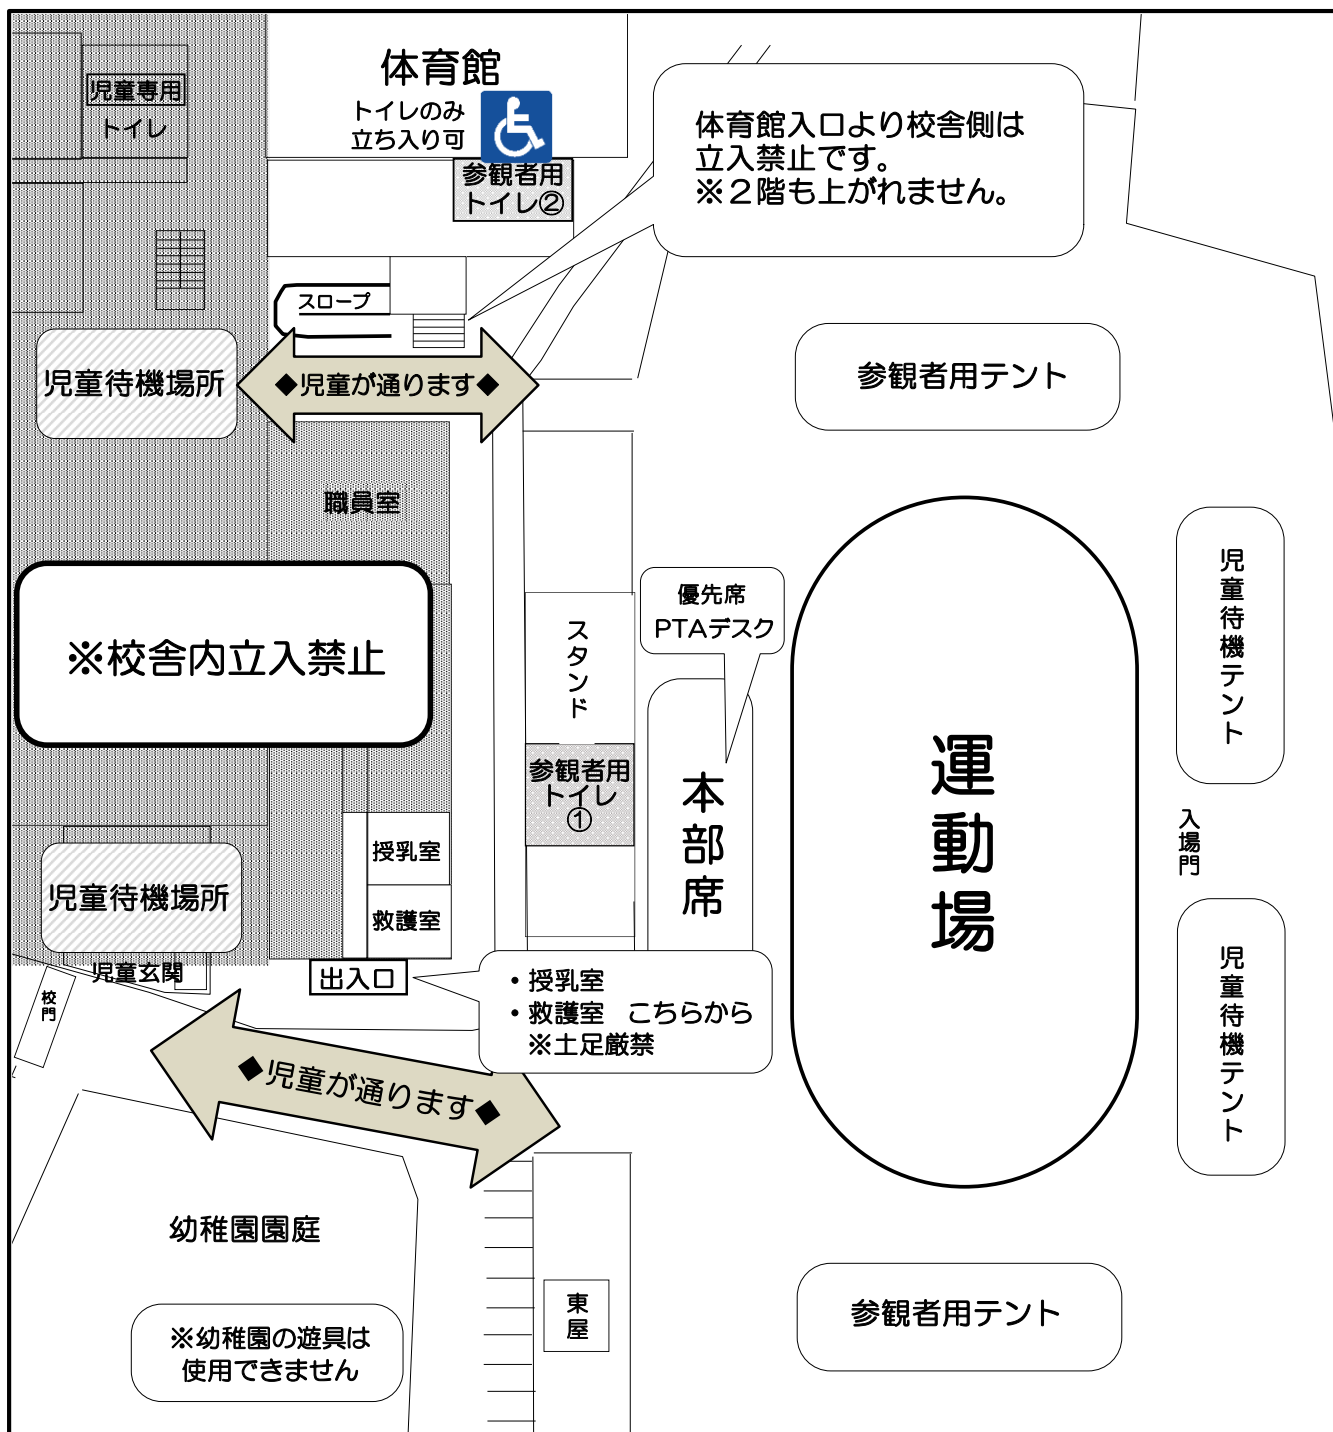 体育館
トイレのみ
立ち入り可
児童専用
トイレ
参観者用
トイレ②
体育館入口より校舎側は
立入禁止です。
※２階も上がれません。
スロープ
児童待機場所
◆児童が通ります◆
参観者用テント
職員室
※校舎内立入禁止
優先席
PTAデスク
スタンド
児童待機テント
参観者用
トイレ
①
本部席
運動場
入場門
授乳室
救護室
児童待機場所
児童玄関
出入口
・授乳室
・救護室　こちらから
※土足厳禁
校門
◆児童が通ります◆
児童待機テント
幼稚園園庭
※幼稚園の遊具は
使用できません
東屋
参観者用テント